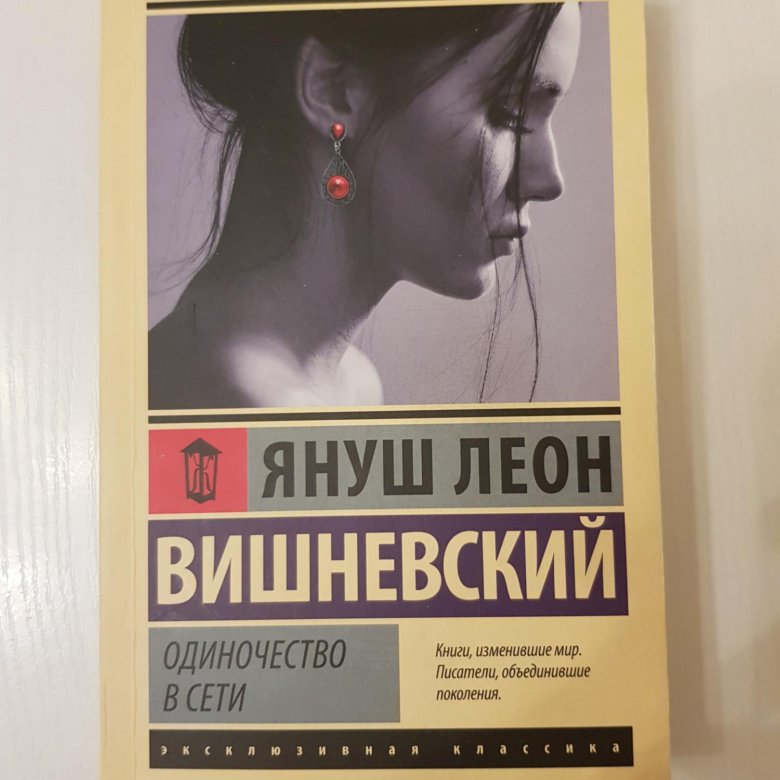 ЯНУШ ЛЕОН
ВИШНЕВСКИЙ
ОДИНОЧЕСТВО
В СЕТИ
Книги, изменившие мир.
Писатели, объединившие
поколения.
эксклюзивная классика